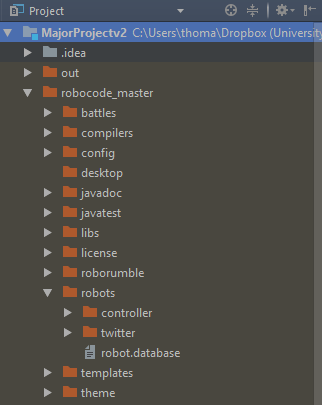 Project
MajorProjectv2 C:\Users\thoma\Dropbox (University
.idea
out
robocode_master
battles
compilers
config
desktop
javadoc
javatest
libs
license
roborumble
robots
controller
twitter
robot.database
templates
theme